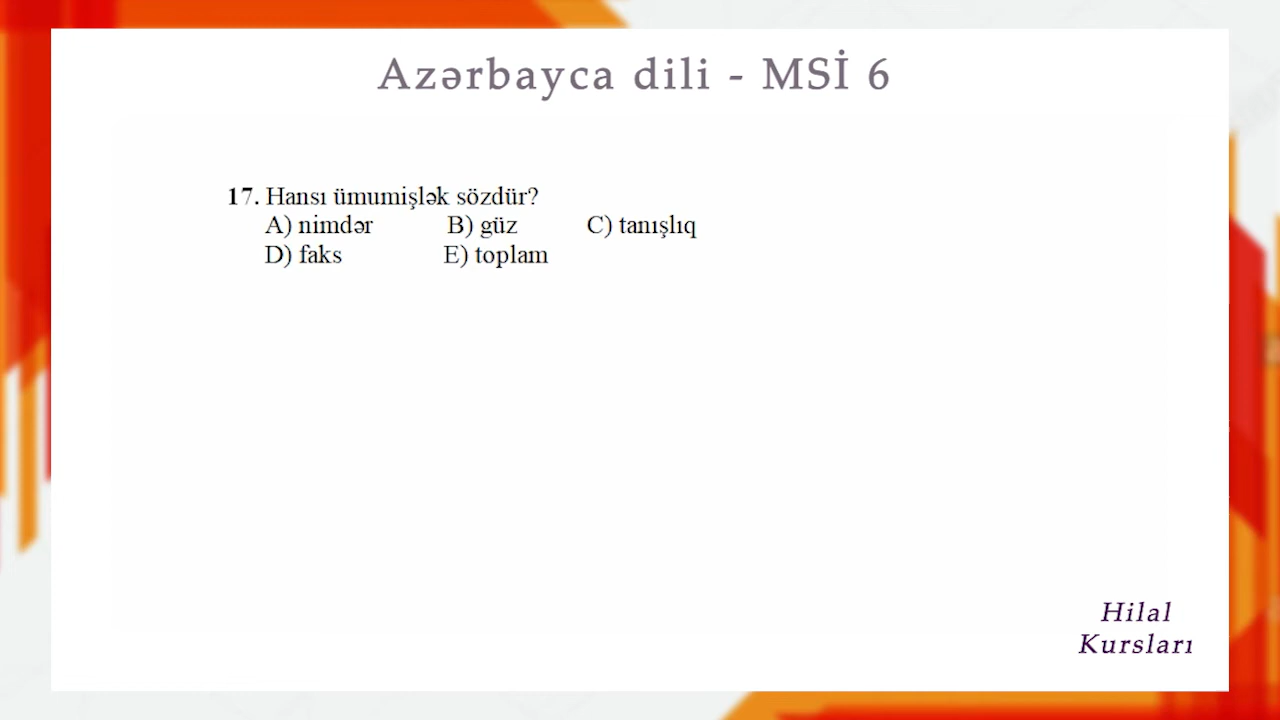 Azərbayca dili - MSİ 6
17. Hansı ümumişlək sözdür?
A) nimdər B) güz C) tanışlıq
D) faks E) toplam
Hilal
Kursları